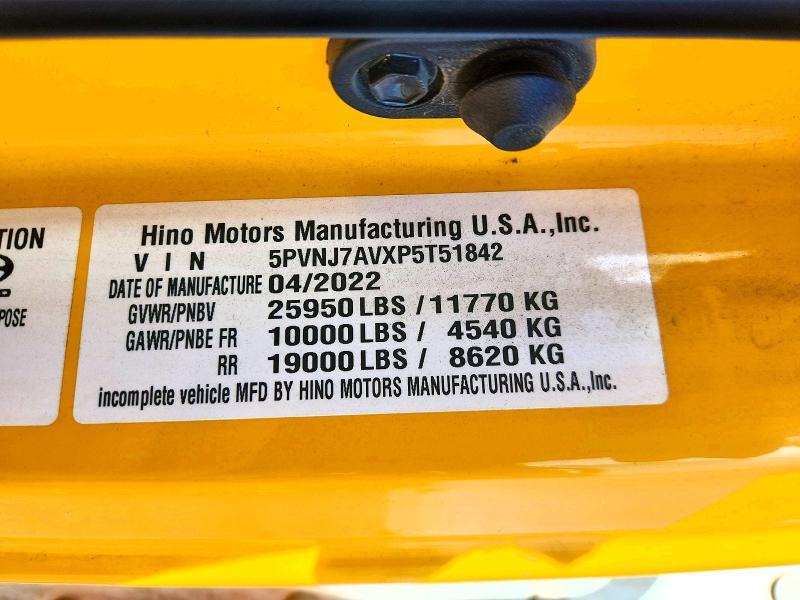 TION
POSE
Hino Motors Manufacturing U.S.A.,Inc.
V I N 5PVNJ7AVXP5T51842
DATE OF MANUFACTURE 04/2022
GVWR/PNBV 25950 LBS / 11770 KG
GAWR/PNBE FR 10000 LBS / 4540 KG
RR 19000 LBS / 8620 KG
incomplete vehicle MFD BY HINO MOTORS MANUFACTURING U.S.A.,Inc.